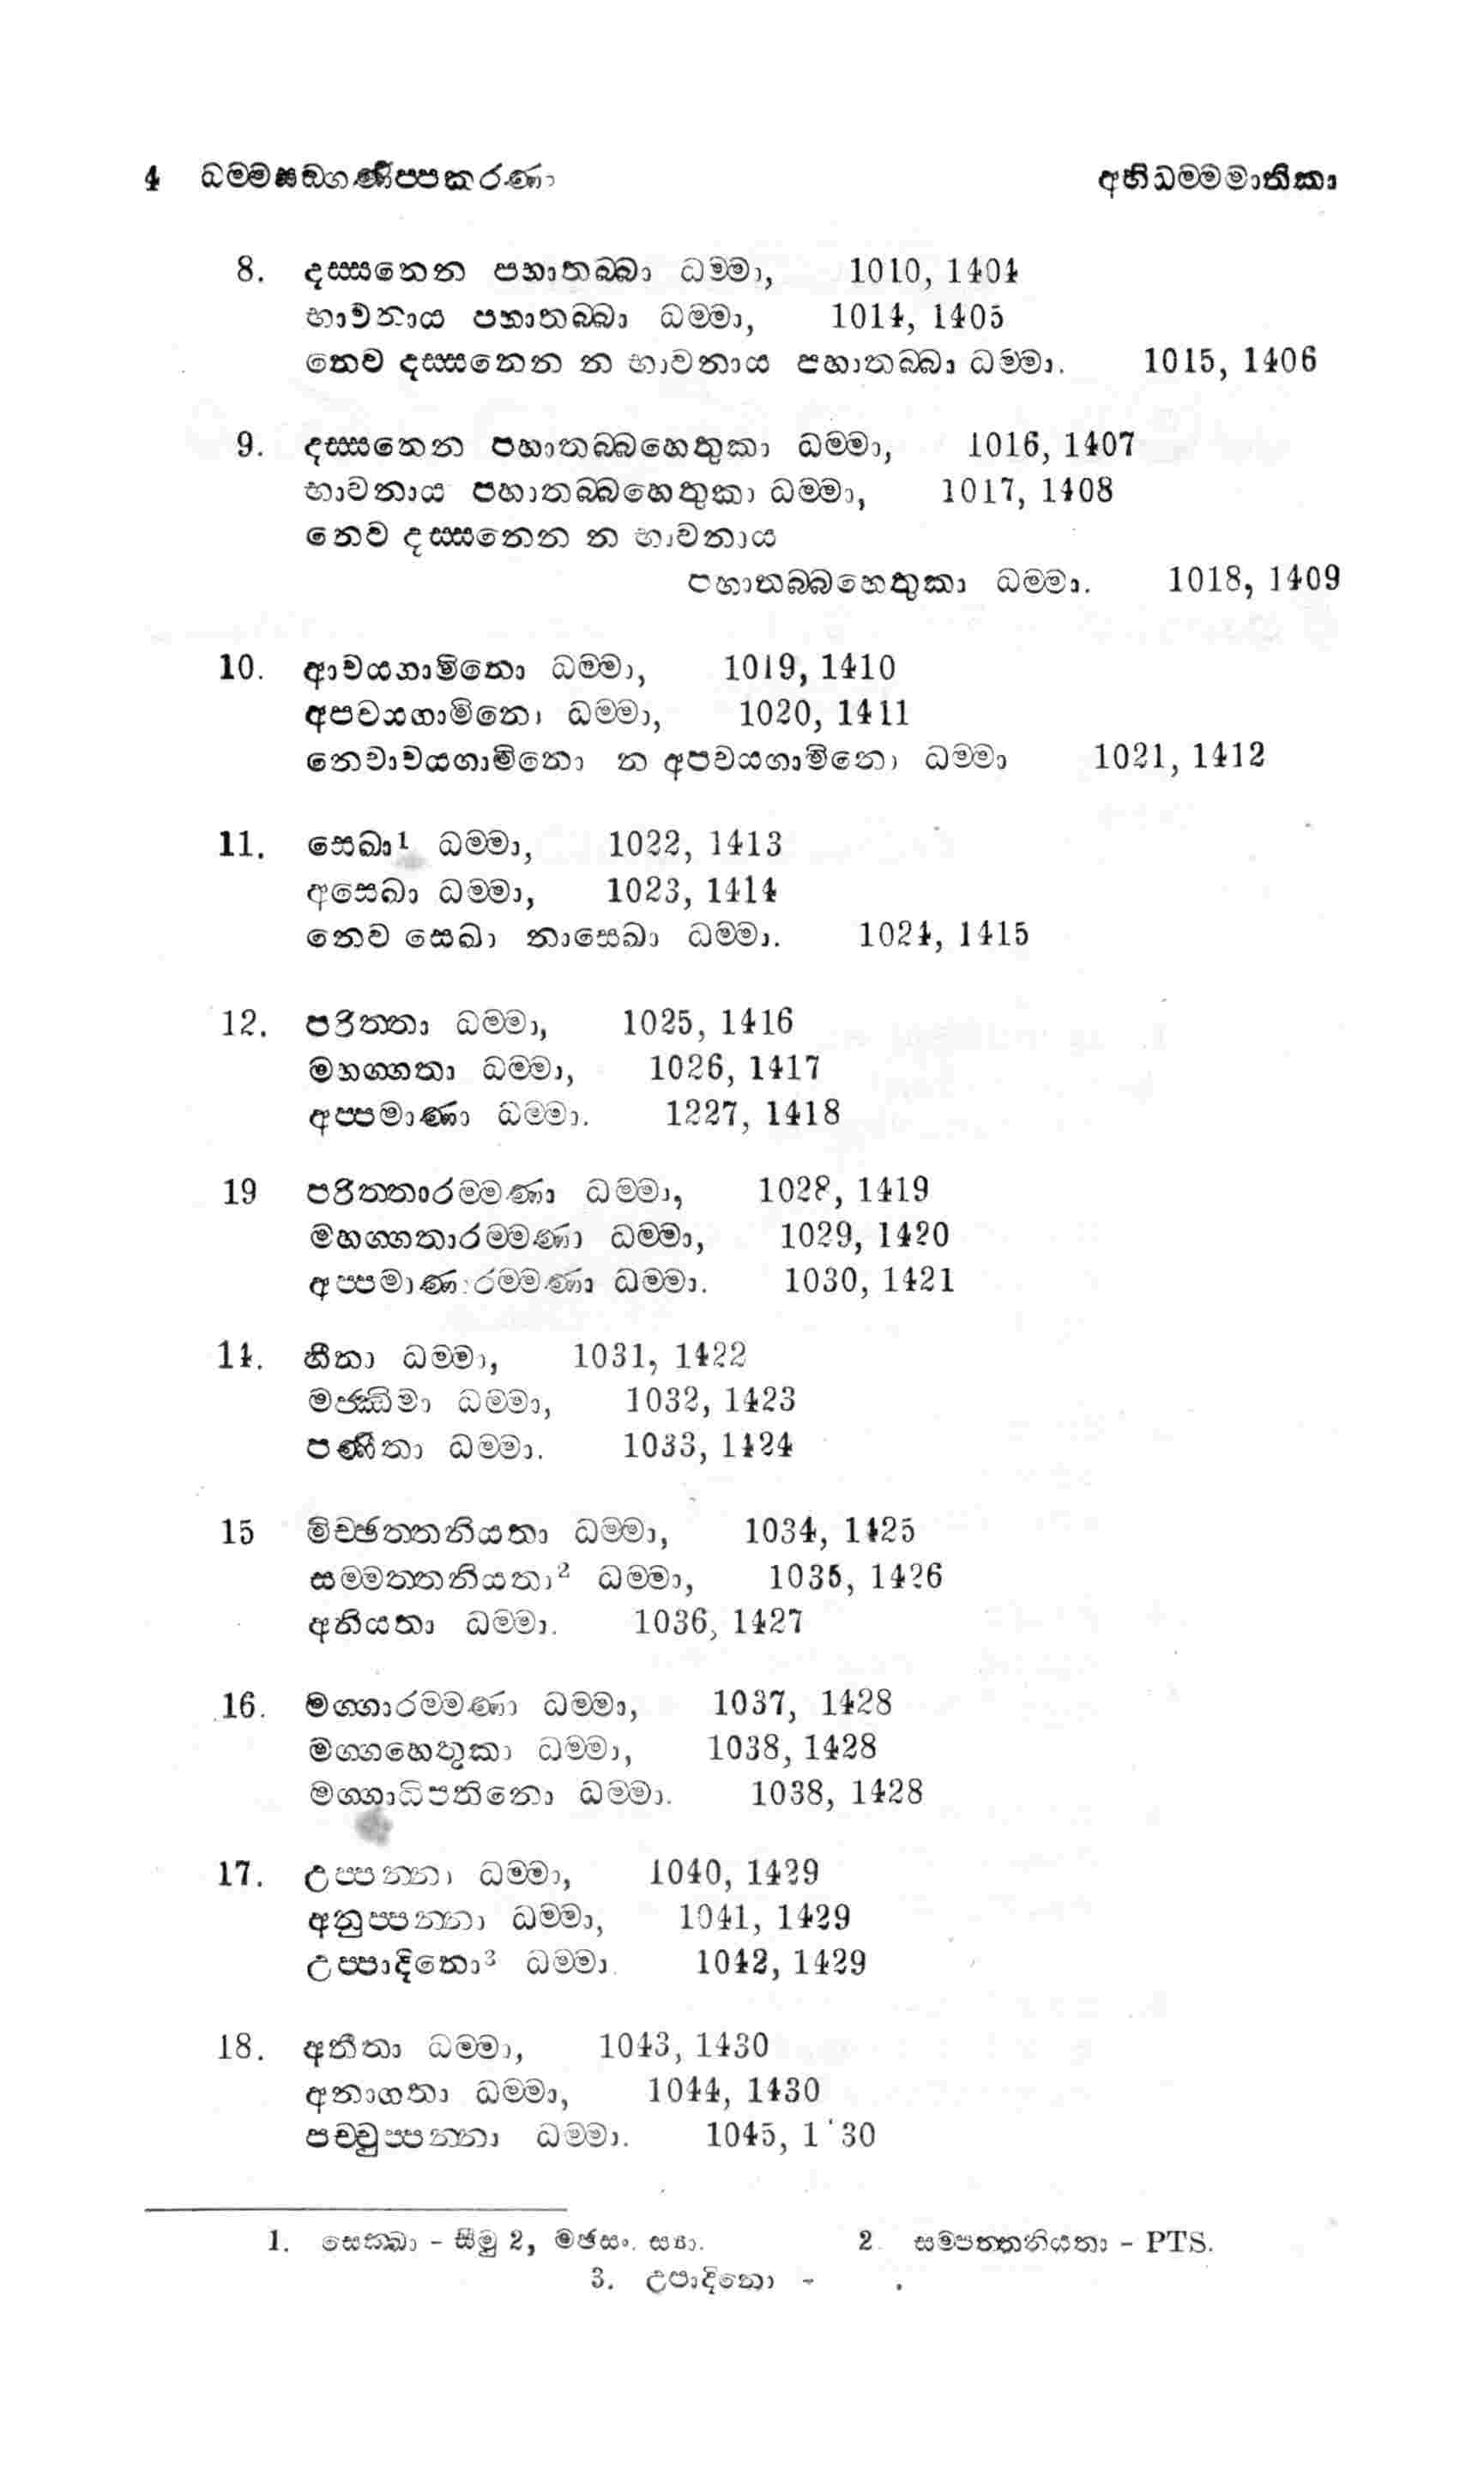 4 ධම්මසඞ්ගණිප්පකරණා අභිධම්මමාතිකා
8. දස්සනෙන පහාතබ්බා ධම්මා, 1010, 1404
භාවනාය පහාතබ්බා ධම්මා, 1014, 1405
නෙව දස්සනෙන න භාවනාය පහාතබ්බා ධම්මා. 1015, 1406
9. දස්සනෙන පහාතබ්බහෙතුකා ධම්මා, 1016, 1407
භාවනාය පහාතබ්බහෙතුකා ධම්මා, 1017, 1408
නෙව දස්සනෙන න භාවනාය
පහාතබ්බහෙතුකා ධම්මා. 1018, 1409
10. ආචයගාමිනො ධම්මා, 1019, 1410
අපචයගාමිනො ධම්මා, 1020, 1411
නෙවාචයගාමිනො න අපචයගාමිනො ධම්මා 1021, 1412
11. සෙඛා1 ධම්මා, 1022, 1413
අසෙඛා ධම්මා, 1023, 1414
නෙව සෙඛා නාසෙඛා ධම්මා. 1024, 1415
12. පරිත්තා ධම්මා, 1025, 1416
මහග්ගතා ධම්මා, 1026, 1417
අප්පමාණා ධම්මා. 1227, 1418
19 පරිත්තාරම්මණා ධම්මා, 1028, 1419
මහග්ගතාරම්මණා ධම්මා, 1029, 1420
අප්පමාණාරම්මණා ධම්මා. 1030, 1421
14. හීනා ධම්මා, 1031, 1422
මජ්ඣිමා ධම්මා, 1032, 1423
පණීතා ධම්මා. 1033, 1424
15 මිච්ඡත්තනියතා ධම්මා, 1034, 1425
සම්මත්තනියතා2 ධම්මා, 1035, 1426
අනියතා ධම්මා. 1036, 1427
16. මග්ගාරම්මණා ධම්මා, 1037, 1428
මග්ගහෙතුකා ධම්මා, 1038, 1428
මග්ගාධිපතිනො ධම්මා. 1038, 1428
17. උප්පන්නා ධම්මා, 1040, 1429
අනුප්පන්නා ධම්මා, 1041, 1429
උප්පාදිනො3 ධම්මා. 1042, 1429
18. අතීතා ධම්මා, 1043, 1430
අනාගතා ධම්මා, 1044, 1430
පච්චුප්පන්නා ධම්මා. 1045, 1 30
1. සෙක්ඛා - සීමු 2, මඡසං. ස්‍යා. 2 සම්පත්තනියතා - PTS.
3. උපාදිනො -